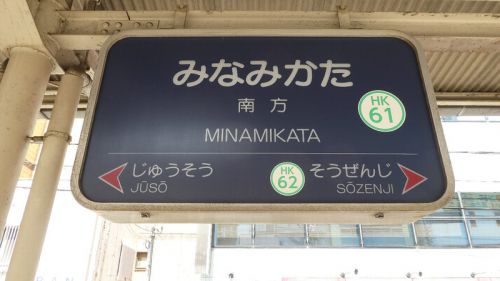 みなみかた
南方
HK
61
MINAMIKATA
じゅうそう
JŪSŌ
HK
62
そうぜんじ
SŌZENJI